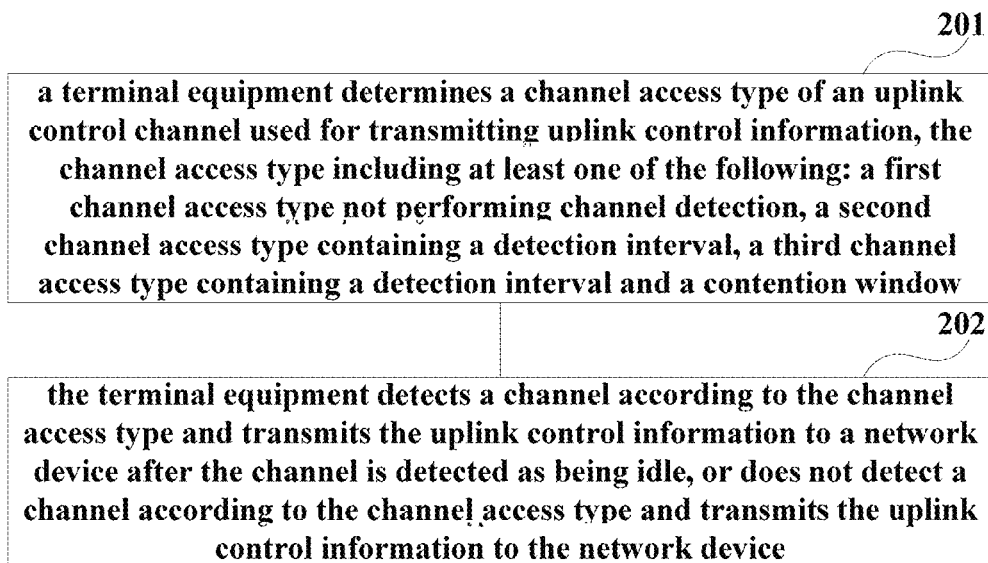 201
a terminal equipment determines a channel access type of an uplink
control channel used for transmitting uplink control information, the
channel access type including at least one of the following: a first
channel access type not performing channel detection, a second
channel access type containing a detection interval, a third channel
access type containing a detection interval and a contention window
202
the terminal equipment detects a channel according to the channel
access type and transmits the uplink control information to a network
device after the channel is detected as being idle, or does not detect a
channel according to the channel access type and transmits the uplink
control information to the network device